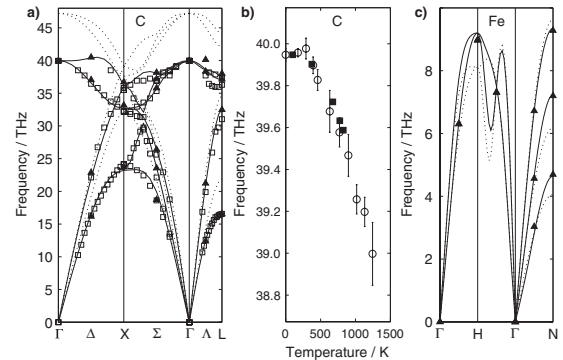 a) C
Frequency / THz
45
40
35
30
25
20
15
10
5
0
Γ Δ X Σ Γ Λ L
b) C
Frequency / THz
40.0
39.8
39.6
39.4
39.2
39.0
38.8
0 500 1000 1500
Temperature / K
c) Fe
Frequency / THz
8
6
4
2
0
Γ H Γ N